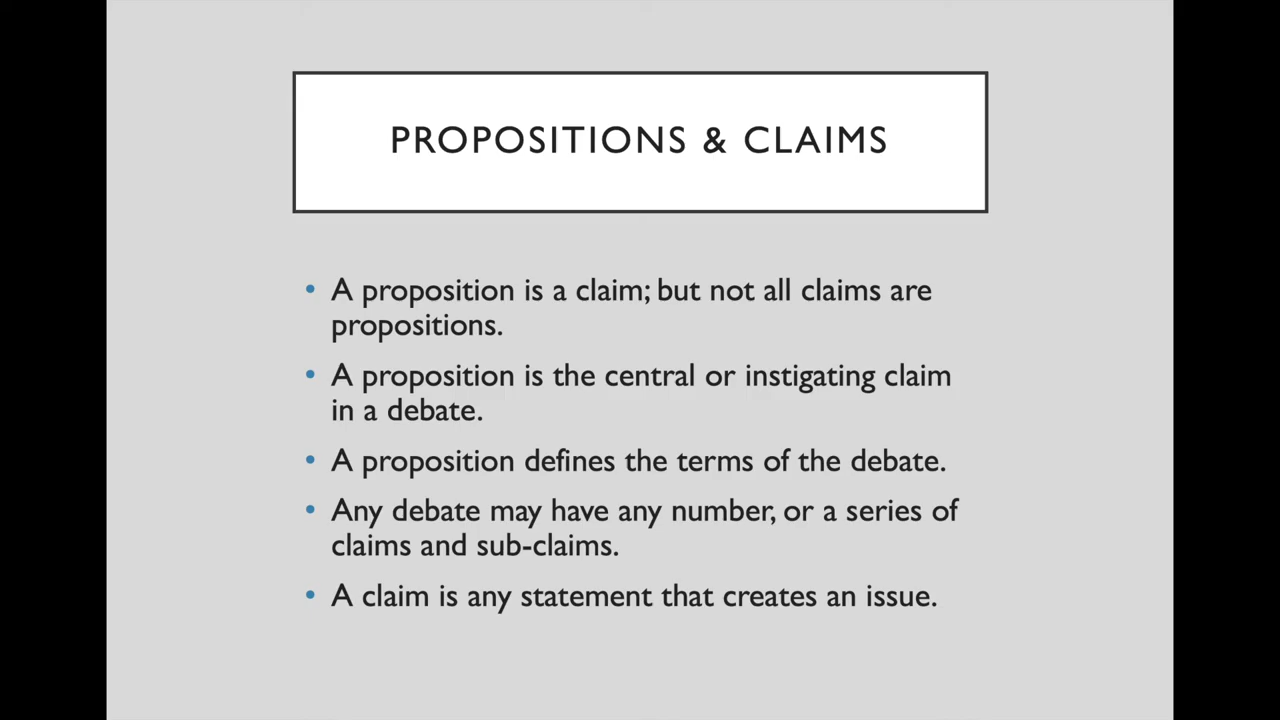 PROPOSITIONS & CLAIMS
• A proposition is a claim; but not all claims are
propositions.
• A proposition is the central or instigating claim
in a debate.
• A proposition defines the terms of the debate.
• Any debate may have any number, or a series of
claims and sub-claims.
• A claim is any statement that creates an issue.